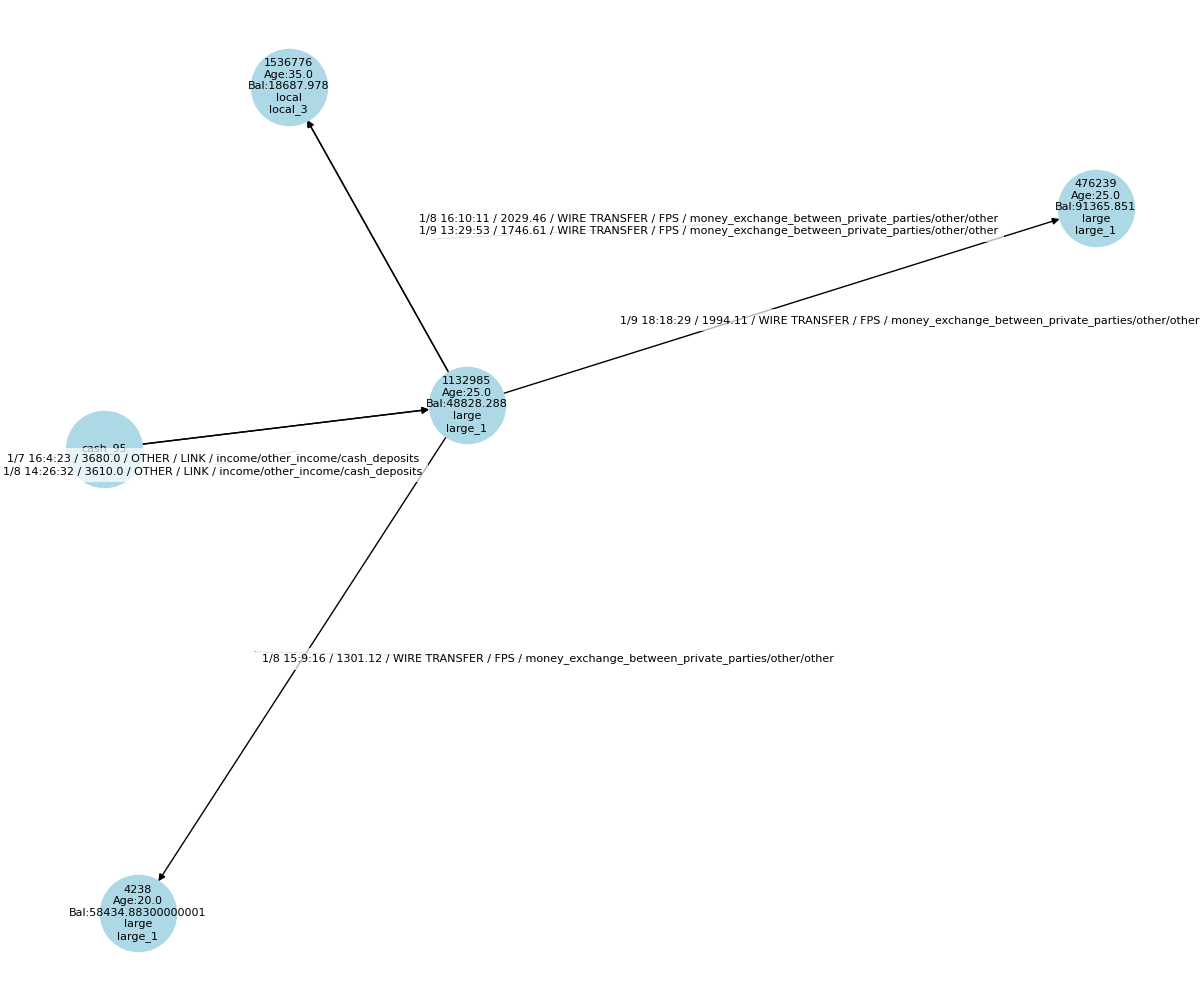 1536776
Age:35.0
Bal:18687.978
local
local_3
476239
Age:25.0
Bal:91365.851
large
large_1
1/8 16:10:11 / 2029.46 / WIRE TRANSFER / FPS / money_exchange_between_private_parties/other/other
1/9 13:29:53 / 1746.61 / WIRE TRANSFER / FPS / money_exchange_between_private_parties/other/other
1/9 18:18:29 / 1994.11 / WIRE TRANSFER / FPS / money_exchange_between_private_parties/other/other
1132985
Age:25.0
Bal:48828.288
large
large_1
cash_95
1/7 16:4:23 / 3680.0 / OTHER / LINK / income/other_income/cash_deposits
1/8 14:26:32 / 3610.0 / OTHER / LINK / income/other_income/cash_deposits
1/8 15:9:16 / 1301.12 / WIRE TRANSFER / FPS / money_exchange_between_private_parties/other/other
4238
Age:20.0
Bal:58434.88300000001
large
large_1